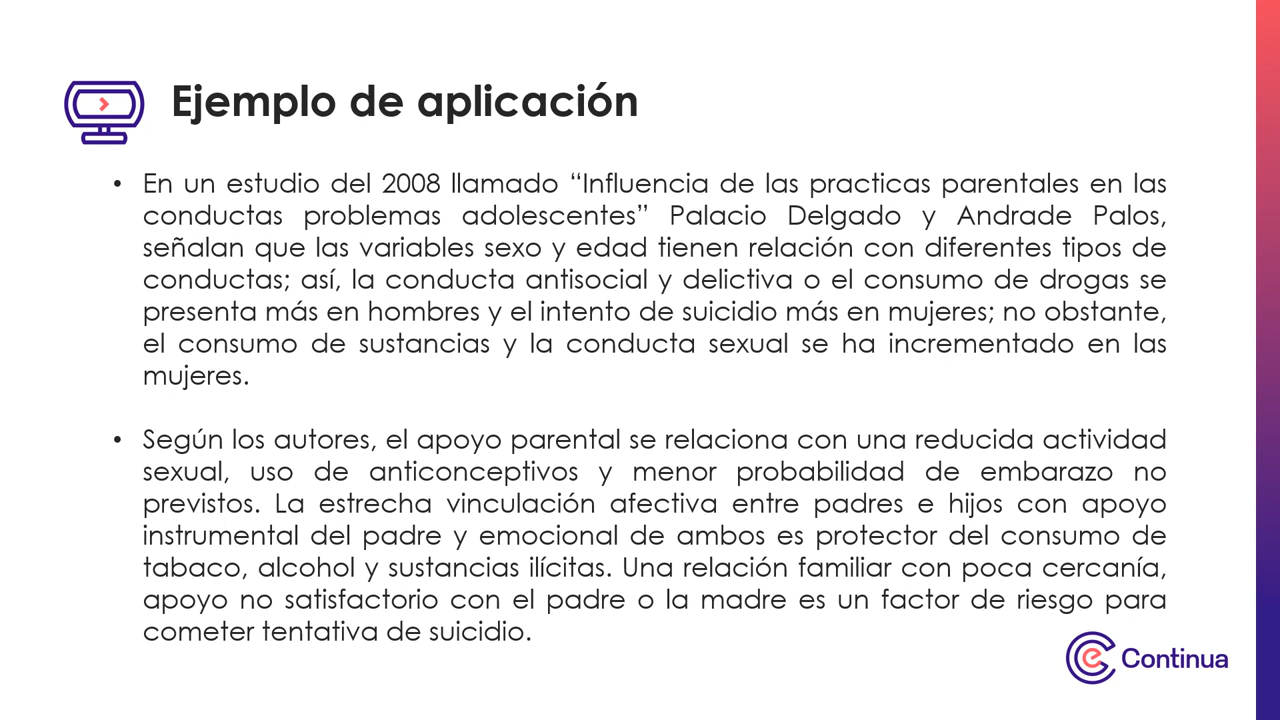 Ejemplo de aplicación
• En un estudio del 2008 llamado “Influencia de las practicas parentales en las
conductas problemas adolescentes” Palacio Delgado y Andrade Palos,
señalan que las variables sexo y edad tienen relación con diferentes tipos de
conductas; así, la conducta antisocial y delictiva o el consumo de drogas se
presenta más en hombres y el intento de suicidio más en mujeres; no obstante,
el consumo de sustancias y la conducta sexual se ha incrementado en las
mujeres.
• Según los autores, el apoyo parental se relaciona con una reducida actividad
sexual, uso de anticonceptivos y menor probabilidad de embarazo no
previstos. La estrecha vinculación afectiva entre padres e hijos con apoyo
instrumental del padre y emocional de ambos es protector del consumo de
tabaco, alcohol y sustancias ilícitas. Una relación familiar con poca cercanía,
apoyo no satisfactorio con el padre o la madre es un factor de riesgo para
cometer tentativa de suicidio.
e Continua